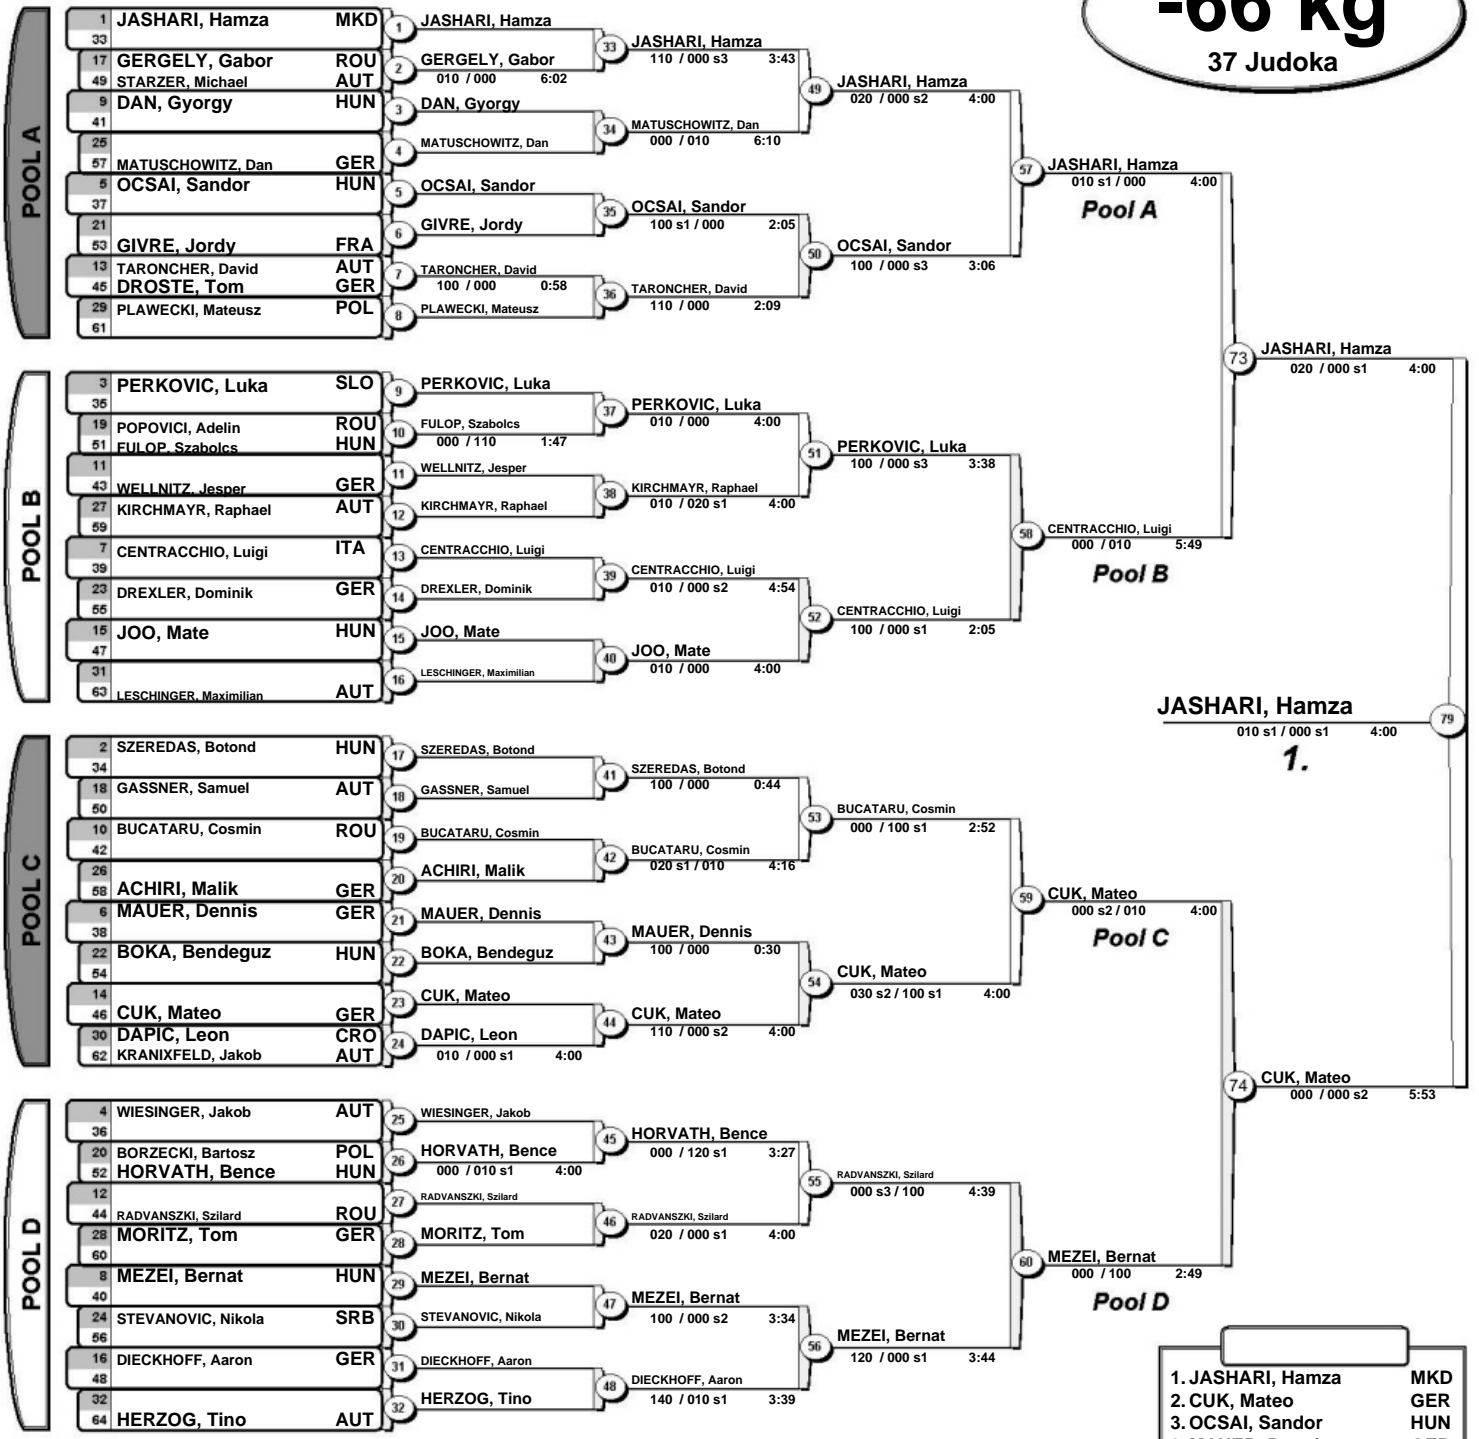 -66 kg
37 Judoka
POOL A
1 JASHARI, Hamza MKD
33
17 GERGELY, Gabor ROU
49 STARZER, Michael AUT
9 DAN, Gyorgy HUN
41
25
57 MATUSCHOWITZ, Dan GER
5 OCSAI, Sandor HUN
37
21
53 GIVRE, Jordy FRA
13 TARONCHER, David AUT
45 DROSTE, Tom GER
29 PLAWECKI, Mateusz POL
61
1 JASHARI, Hamza
2 GERGELY, Gabor
010 / 000 6:02
3 DAN, Gyorgy
4 MATUSCHOWITZ, Dan
5 OCSAI, Sandor
6 GIVRE, Jordy
7 TARONCHER, David
100 / 000 0:58
8 PLAWECKI, Mateusz
33 JASHARI, Hamza
110 / 000 s3 3:43
34 MATUSCHOWITZ, Dan
000 / 010 6:10
35 OCSAI, Sandor
100 s1 / 000 2:05
36 TARONCHER, David
110 / 000 2:09
49 JASHARI, Hamza
020 / 000 s2 4:00
50 OCSAI, Sandor
100 / 000 s3 3:06
57 JASHARI, Hamza
010 s1 / 000 4:00
Pool A
POOL B
3 PERKOVIC, Luka SLO
35
19 POPOVICI, Adelin ROU
51 FULOP, Szabolcs HUN
11
43 WELLNITZ, Jesper GER
27 KIRCHMAYR, Raphael AUT
59
7 CENTRACCHIO, Luigi ITA
39
23 DREXLER, Dominik GER
55
15 JOO, Mate HUN
47
31
63 LESCHINGER, Maximilian AUT
9 PERKOVIC, Luka
10 FULOP, Szabolcs
000 / 110 1:47
11 WELLNITZ, Jesper
12 KIRCHMAYR, Raphael
13 CENTRACCHIO, Luigi
14 DREXLER, Dominik
15 JOO, Mate
16 LESCHINGER, Maximilian
37 PERKOVIC, Luka
010 / 000 4:00
38 KIRCHMAYR, Raphael
010 / 020 s1 4:00
39 CENTRACCHIO, Luigi
010 / 000 s2 4:54
40 JOO, Mate
010 / 000 4:00
51 PERKOVIC, Luka
100 / 000 s3 3:38
52 CENTRACCHIO, Luigi
100 / 000 s1 2:05
58 CENTRACCHIO, Luigi
000 / 010 5:49
Pool B
73 JASHARI, Hamza
020 / 000 s1 4:00
JASHARI, Hamza 79
010 s1 / 000 s1 4:00
1.
POOL C
2 SZEREDAS, Botond HUN
34
18 GASSNER, Samuel AUT
50
10 BUCATARU, Cosmin ROU
42
26
58 ACHIRI, Malik GER
6 MAUER, Dennis GER
38
22 BOKA, Bendeguz HUN
54
14
46 CUK, Mateo GER
30 DAPIC, Leon CRO
62 KRANIXFELD, Jakob AUT
17 SZEREDAS, Botond
18 GASSNER, Samuel
19 BUCATARU, Cosmin
20 ACHIRI, Malik
21 MAUER, Dennis
22 BOKA, Bendeguz
23 CUK, Mateo
24 DAPIC, Leon
010 / 000 s1 4:00
41 SZEREDAS, Botond
100 / 000 0:44
42 BUCATARU, Cosmin
020 s1 / 010 4:16
43 MAUER, Dennis
100 / 000 0:30
44 CUK, Mateo
110 / 000 s2 4:00
53 BUCATARU, Cosmin
000 / 100 s1 2:52
54 CUK, Mateo
030 s2 / 100 s1 4:00
59 CUK, Mateo
000 s2 / 010 4:00
Pool C
74 CUK, Mateo
000 / 000 s2 5:53
POOL D
4 WIESINGER, Jakob AUT
36
20 BORZECKI, Bartosz POL
52 HORVATH, Bence HUN
12
44 RADVANSZKI, Szilard ROU
28 MORITZ, Tom GER
60
8 MEZEI, Bernat HUN
40
24 STEVANOVIC, Nikola SRB
56
16 DIECKHOFF, Aaron GER
48
32
64 HERZOG, Tino AUT
25 WIESINGER, Jakob
26 HORVATH, Bence
000 / 010 s1 4:00
27 RADVANSZKI, Szilard
28 MORITZ, Tom
29 MEZEI, Bernat
30 STEVANOVIC, Nikola
31 DIECKHOFF, Aaron
32 HERZOG, Tino
45 HORVATH, Bence
000 / 120 s1 3:27
46 RADVANSZKI, Szilard
020 / 000 s1 4:00
47 MEZEI, Bernat
100 / 000 s2 3:34
48 DIECKHOFF, Aaron
140 / 010 s1 3:39
55 RADVANSZKI, Szilard
000 s3 / 100 4:39
56 MEZEI, Bernat
120 / 000 s1 3:44
60 MEZEI, Bernat
000 / 100 2:49
Pool D
1. JASHARI, Hamza MKD
2. CUK, Mateo GER
3. OCSAI, Sandor HUN